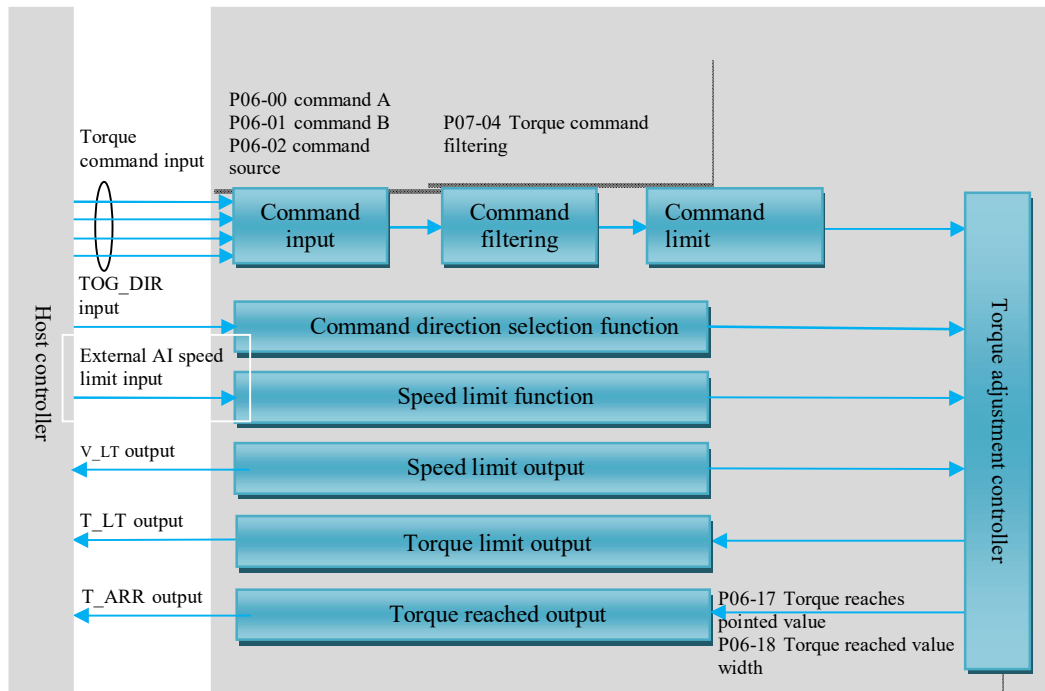 P06-00 command A
P06-01 command B
P06-02 command
source
P07-04 Torque command
filtering
Torque
command input
Command
input
Command
filtering
Command
limit
TOG_DIR
input
Command direction selection function
External AI speed
limit input
Speed limit function
V_LT output
Speed limit output
T_LT output
Torque limit output
T_ARR output
Torque reached output
P06-17 Torque reaches
pointed value
P06-18 Torque reached value
width
Host controller
Torque adjustment controller